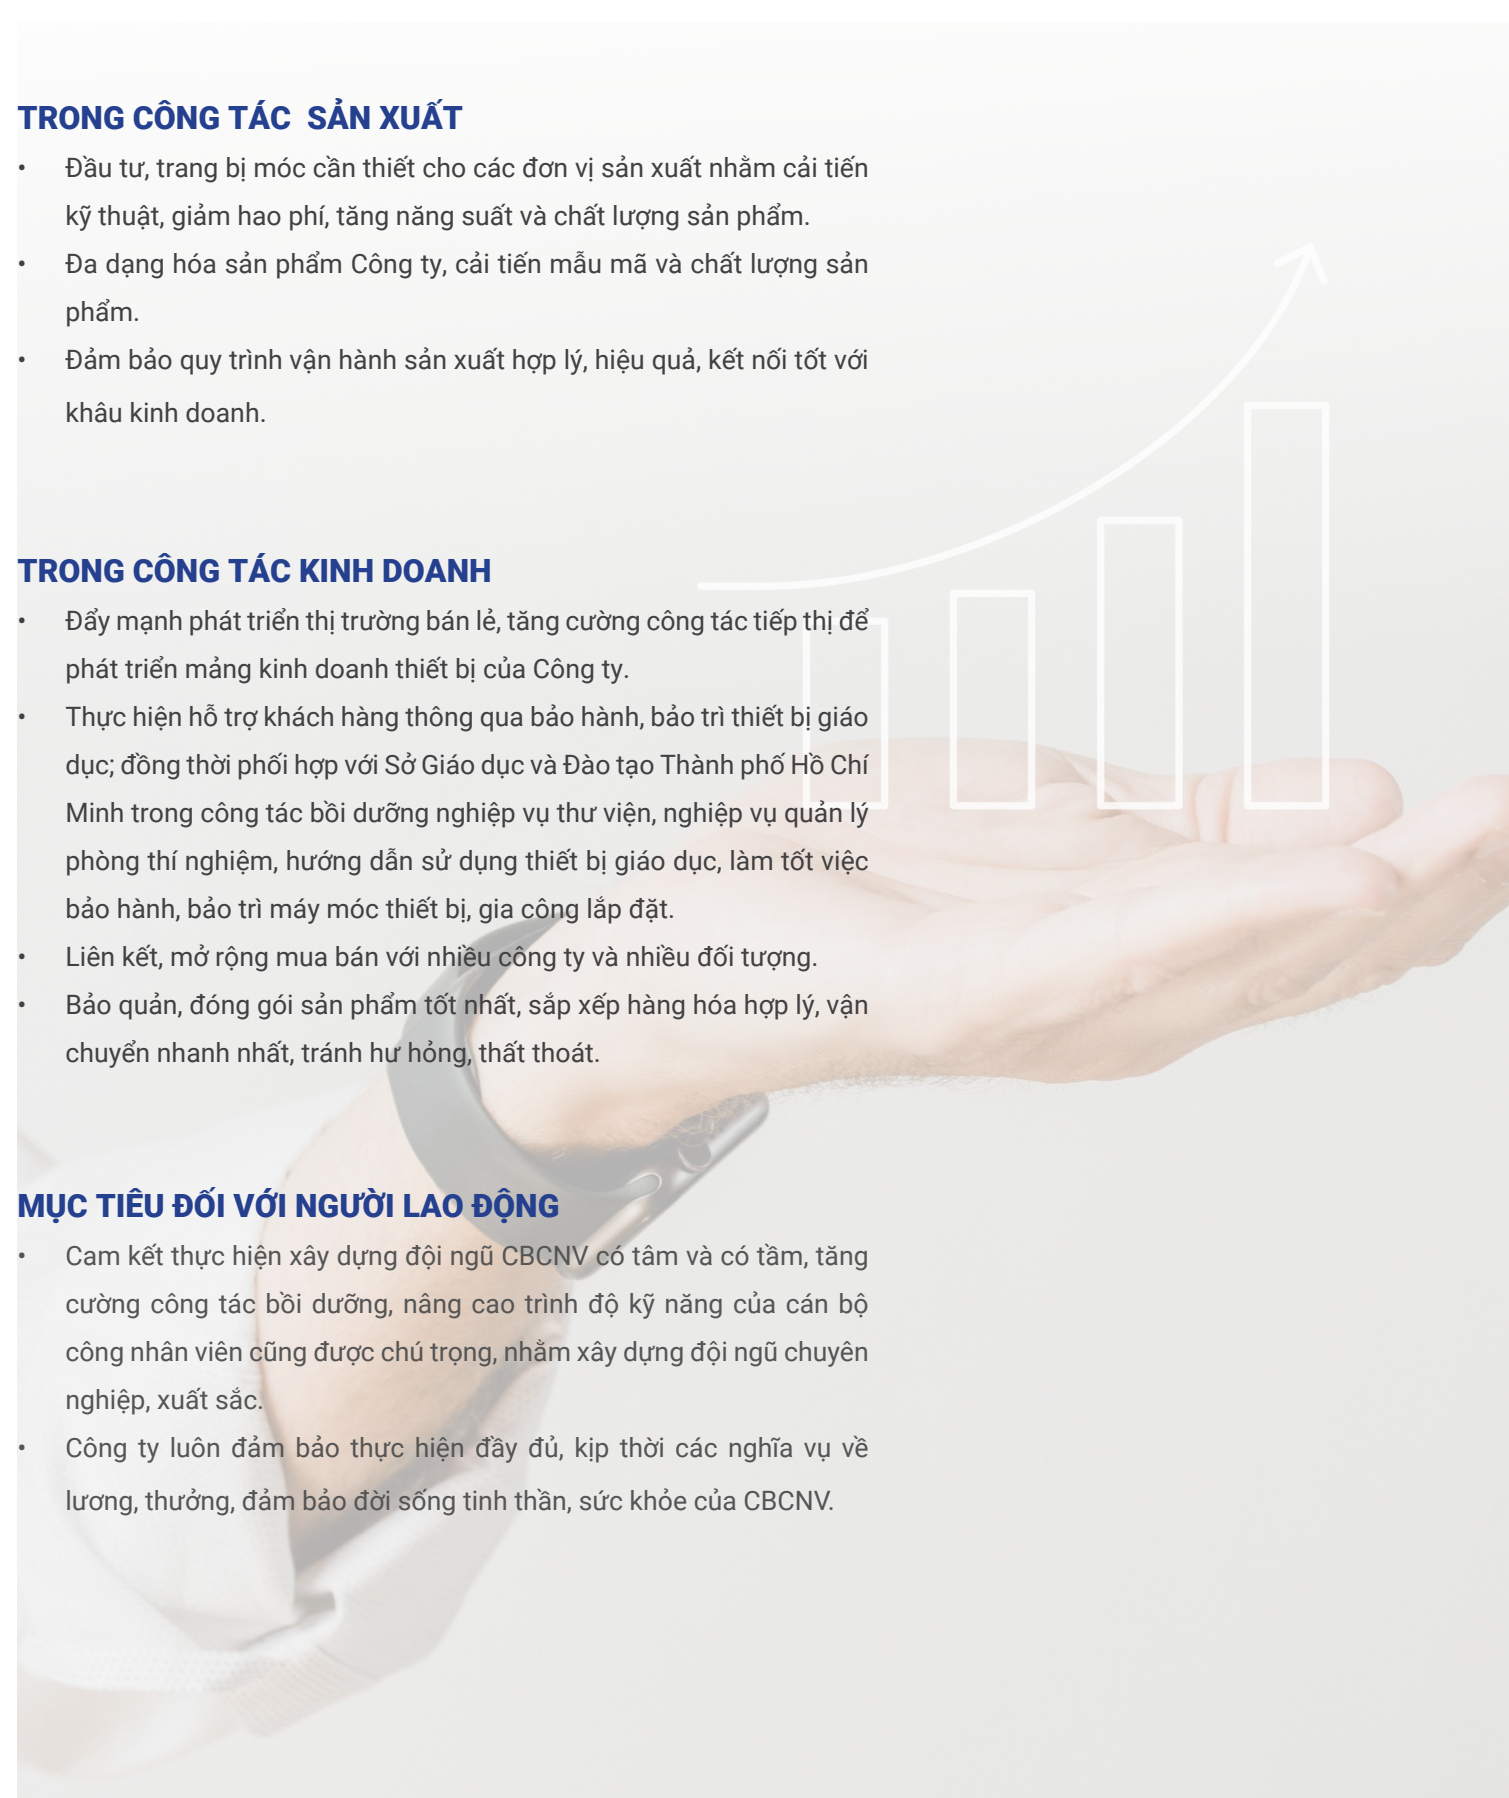 TRONG CÔNG TÁC  SẢN XUẤT
• Đầu tư, trang bị móc cần thiết cho các đơn vị sản xuất nhằm cải tiến
kỹ thuật, giảm hao phí, tăng năng suất và chất lượng sản phẩm.
• Đa dạng hóa sản phẩm Công ty, cải tiến mẫu mã và chất lượng sản
phẩm.
• Đảm bảo quy trình vận hành sản xuất hợp lý, hiệu quả, kết nối tốt với
khâu kinh doanh.
TRONG CÔNG TÁC KINH DOANH
• Đẩy mạnh phát triển thị trường bán lẻ, tăng cường công tác tiếp thị để
phát triển mảng kinh doanh thiết bị của Công ty.
• Thực hiện hỗ trợ khách hàng thông qua bảo hành, bảo trì thiết bị giáo
dục; đồng thời phối hợp với Sở Giáo dục và Đào tạo Thành phố Hồ Chí
Minh trong công tác bồi dưỡng nghiệp vụ thư viện, nghiệp vụ quản lý
phòng thí nghiệm, hướng dẫn sử dụng thiết bị giáo dục, làm tốt việc
bảo hành, bảo trì máy móc thiết bị, gia công lắp đặt.
• Liên kết, mở rộng mua bán với nhiều công ty và nhiều đối tượng.
• Bảo quản, đóng gói sản phẩm tốt nhất, sắp xếp hàng hóa hợp lý, vận
chuyển nhanh nhất, tránh hư hỏng, thất thoát.
MỤC TIÊU ĐỐI VỚI NGƯỜI LAO ĐỘNG
• Cam kết thực hiện xây dựng đội ngũ CBCNV có tâm và có tầm, tăng
cường công tác bồi dưỡng, nâng cao trình độ kỹ năng của cán bộ
công nhân viên cũng được chú trọng, nhằm xây dựng đội ngũ chuyên
nghiệp, xuất sắc.
• Công ty luôn đảm bảo thực hiện đầy đủ, kịp thời các nghĩa vụ về
lương, thưởng, đảm bảo đời sống tinh thần, sức khỏe của CBCNV.